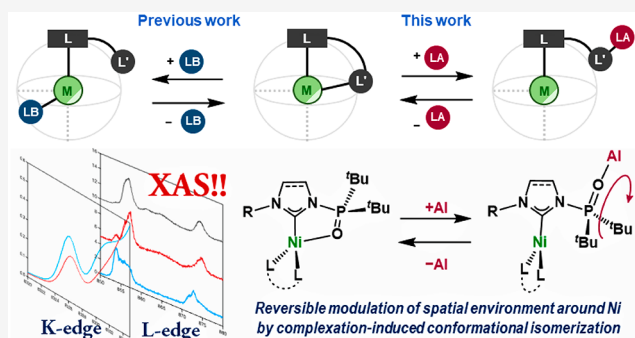 Previous work
This work
L
L'
M
LB
+ LB
− LB
L
L'
M
+ LA
− LA
L
L'
LA
M
XAS!!
K-edge
L-edge
R
N
N
P
tBu
tBu
O
Ni
L
L
+Al
−Al
R
N
N
P
O
Al
tBu
tBu
Ni
L
L
Reversible modulation of spatial environment around Ni
by complexation-induced conformational isomerization